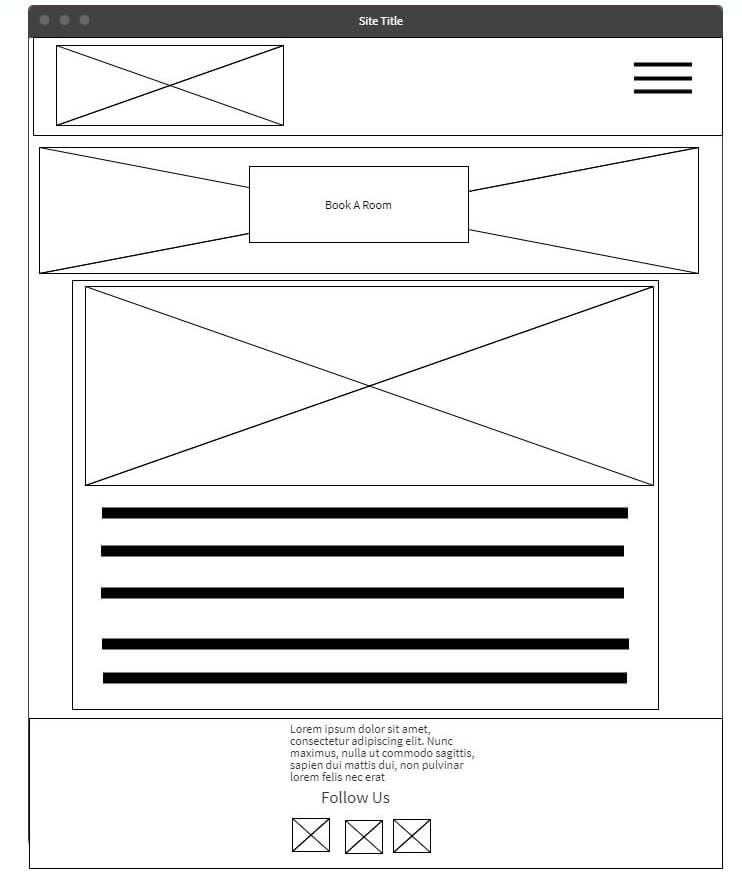 Site Title
Book A Room
Lorem ipsum dolor sit amet,
consectetur adipiscing elit. Nunc
maximus, nulla ut commodo sagittis,
sapien dui mattis dui, non pulvinar
lorem felis nec erat
Follow Us